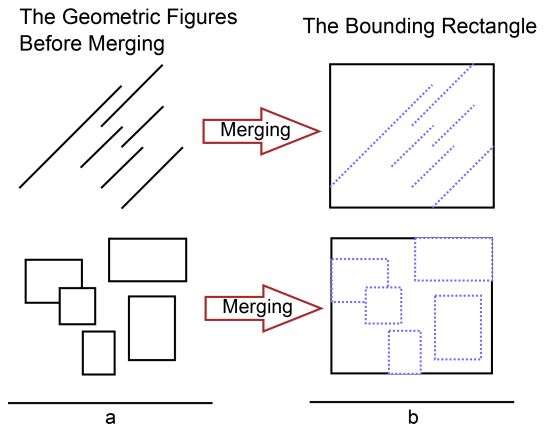 The Geometric Figures
Before Merging
The Bounding Rectangle
Merging
Merging
a
b